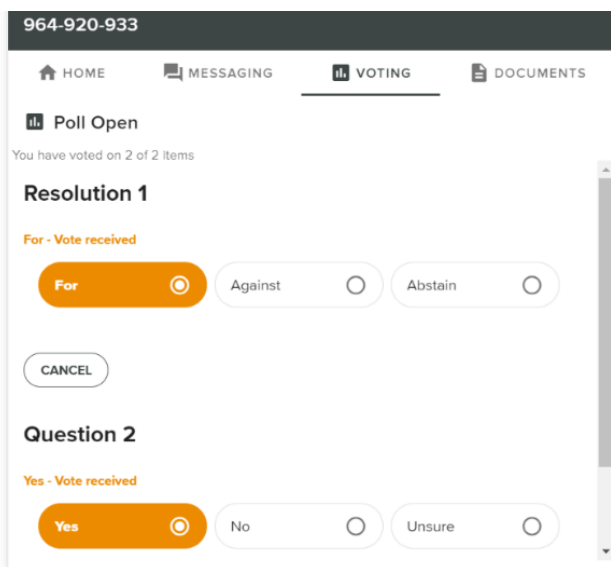 964-920-933
HOME MESSAGING VOTING DOCUMENTS
Poll Open
You have voted on 2 of 2 items
Resolution 1
For - Vote received
For Against Abstain
CANCEL
Question 2
Yes - Vote received
Yes No Unsure